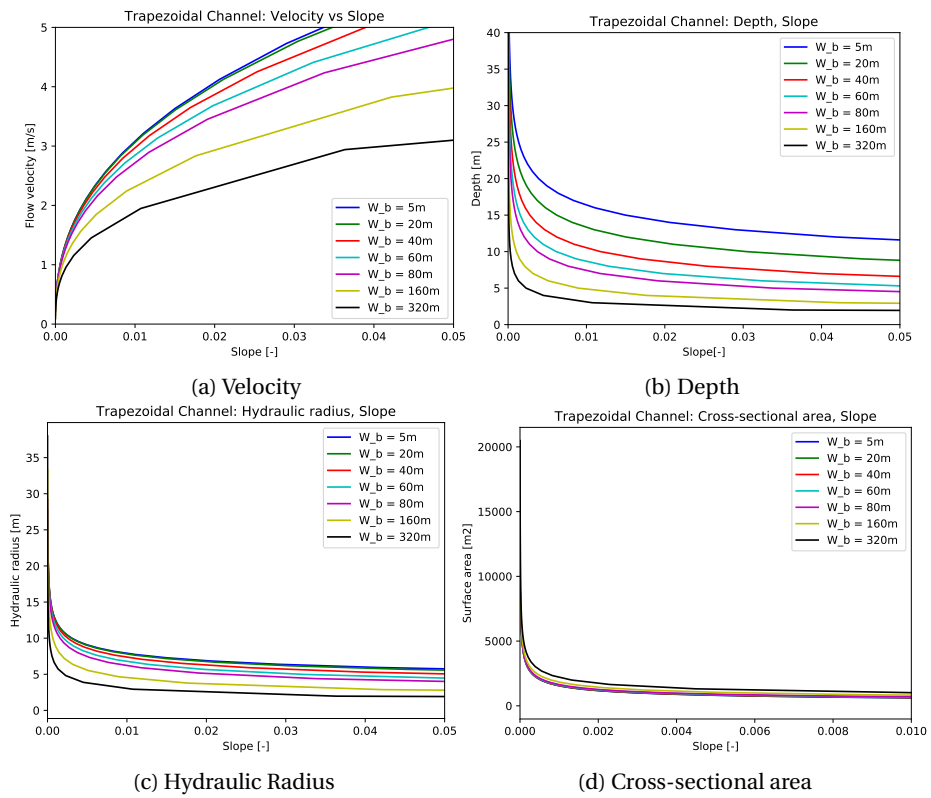 Trapezoidal Channel: Velocity vs Slope
5
4
3
2
1
0
Flow velocity [m/s]
W_b = 5m
W_b = 20m
W_b = 40m
W_b = 60m
W_b = 80m
W_b = 160m
W_b = 320m
0.00 0.01 0.02 0.03 0.04 0.05
Slope [-]
(a) Velocity
Trapezoidal Channel: Depth, Slope
40
35
30
25
20
15
10
5
0
Depth [m]
W_b = 5m
W_b = 20m
W_b = 40m
W_b = 60m
W_b = 80m
W_b = 160m
W_b = 320m
0.00 0.01 0.02 0.03 0.04 0.05
Slope[-]
(b) Depth
Trapezoidal Channel: Hydraulic radius, Slope
35
30
25
20
15
10
5
0
Hydraulic radius [m]
W_b = 5m
W_b = 20m
W_b = 40m
W_b = 60m
W_b = 80m
W_b = 160m
W_b = 320m
0.00 0.01 0.02 0.03 0.04 0.05
Slope [-]
(c) Hydraulic Radius
Trapezoidal Channel: Cross-sectional area, Slope
20000
15000
10000
5000
0
Surface area [m2]
W_b = 5m
W_b = 20m
W_b = 40m
W_b = 60m
W_b = 80m
W_b = 160m
W_b = 320m
0.000 0.002 0.004 0.006 0.008 0.010
Slope [-]
(d) Cross-sectional area